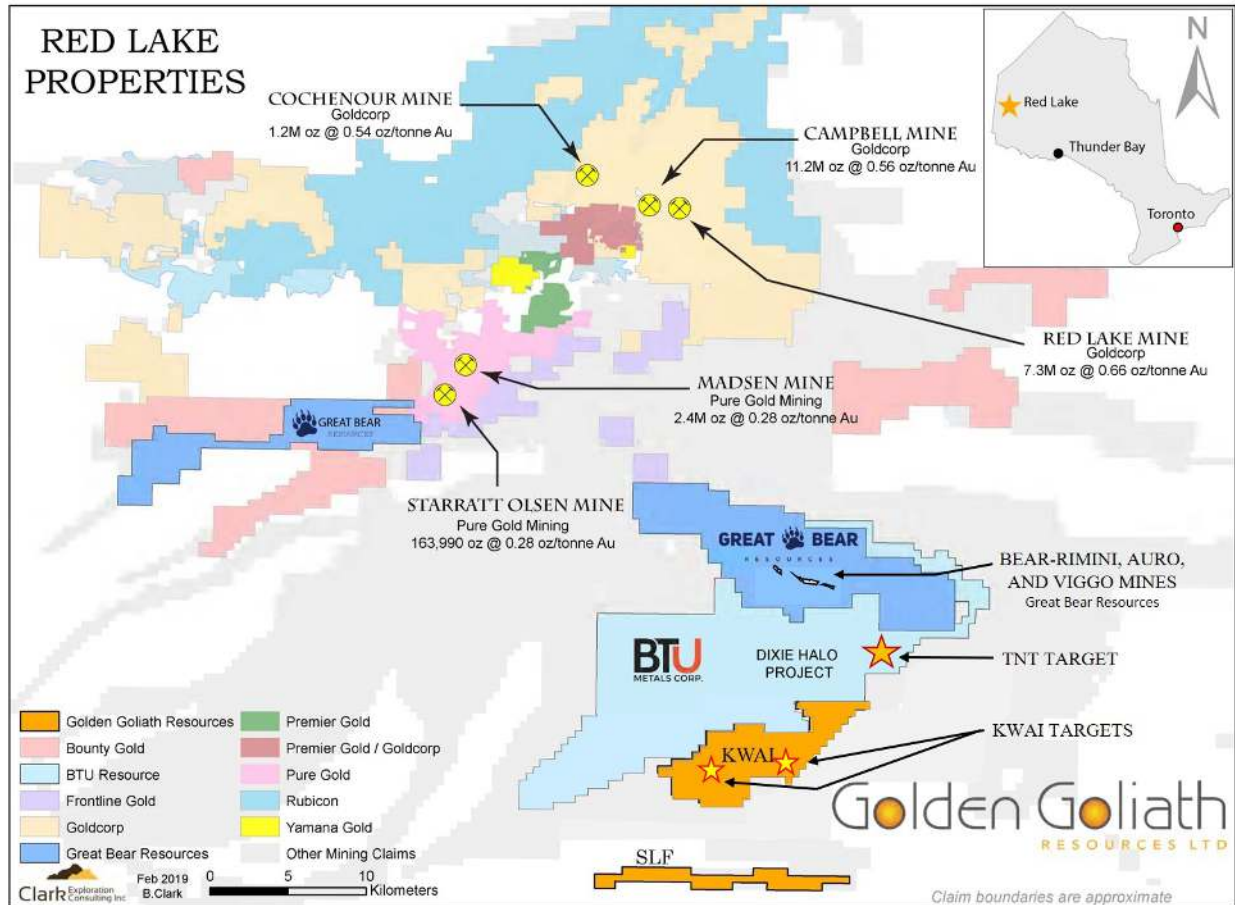 RED LAKE
PROPERTIES
COCHENOUR MINE
Goldcorp
1.2M oz @ 0.54 oz/tonne Au
CAMPBELL MINE
Goldcorp
11.2M oz @ 0.56 oz/tonne Au
N
Red Lake
Thunder Bay
Toronto
RED LAKE MINE
Goldcorp
7.3M oz @ 0.66 oz/tonne Au
MADSEN MINE
Pure Gold Mining
2.4M oz @ 0.28 oz/tonne Au
GREAT BEAR
RESOURCES
STARRATT OLSEN MINE
Pure Gold Mining
163,990 oz @ 0.28 oz/tonne Au
GREAT BEAR
RESOURCES
BEAR-RIMINI, AURO,
AND VIGGO MINES
Great Bear Resources
BTU
METALS CORP.
DIXIE HALO
PROJECT
TNT TARGET
KWAI
KWAI TARGETS
Golden Goliath Resources
Bounty Gold
BTU Resource
Frontline Gold
Goldcorp
Great Bear Resources
Premier Gold
Premier Gold / Goldcorp
Pure Gold
Rubicon
Yamana Gold
Other Mining Claims
Golden Goliath
RESOURCES LTD
SLF
Clark Exploration
Consulting Inc
Feb 2019
B.Clark
0 5 10
Kilometers
Claim boundaries are approximate